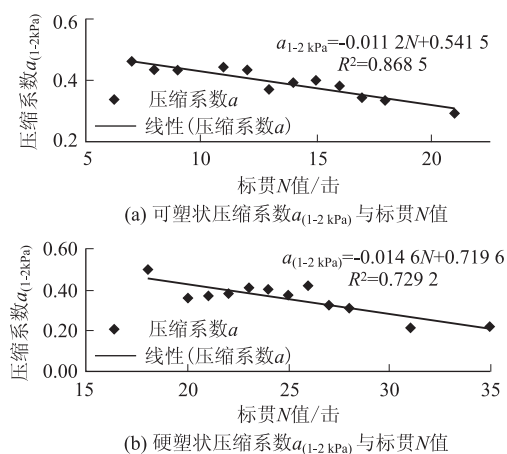 0.6
a1-2 kPa=-0.011 2N+0.541 5
R²=0.868 5
0.4
压缩系数a
线性(压缩系数a)
0.2
5 10 15 20
压缩系数a(1-2kPa)
标贯N值/击
(a) 可塑状压缩系数a(1-2 kPa)与标贯N值
0.60
a(1-2 kPa)=-0.014 6N+0.719 6
R²=0.729 2
0.40
0.20
压缩系数a
线性(压缩系数a)
0.00
15 20 25 30 35
压缩系数a(1-2kPa)
标贯N值/击
(b) 硬塑状压缩系数a(1-2 kPa)与标贯N值